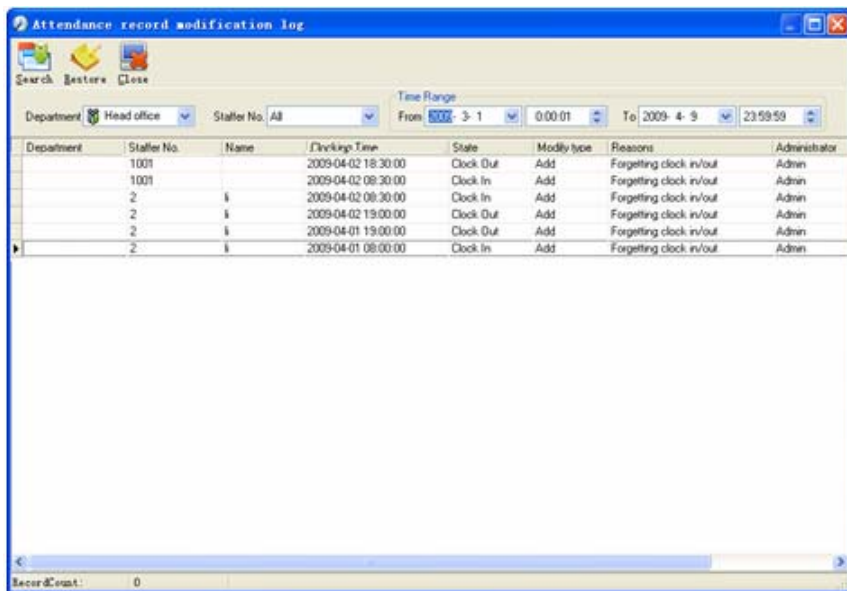 Attendance record modification log
Search Restore Close
Time Range
Department Head office Staffer No. All From 2009- 3- 1 0:00:01 To 2009- 4- 9 23:59:59
Department Staffer No. Name Clocking Time State Modify type Reasons Administrator
1001 2009-04-02 18:30:00 Clock Out Add Forgetting clock in/out Admin
1001 2009-04-02 08:30:00 Clock In Add Forgetting clock in/out Admin
2 2009-04-02 08:30:00 Clock In Add Forgetting clock in/out Admin
2 2009-04-02 19:00:00 Clock Out Add Forgetting clock in/out Admin
2 2009-04-01 19:00:00 Clock Out Add Forgetting clock in/out Admin
2 2009-04-01 08:00:00 Clock In Add Forgetting clock in/out Admin
RecordCount: 0